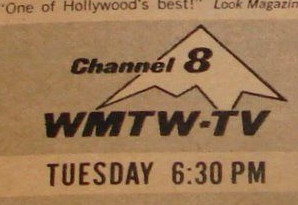 "One of Hollywood's best!" Look Magazin
Channel 8
WMTW-TV
TUESDAY 6:30 PM